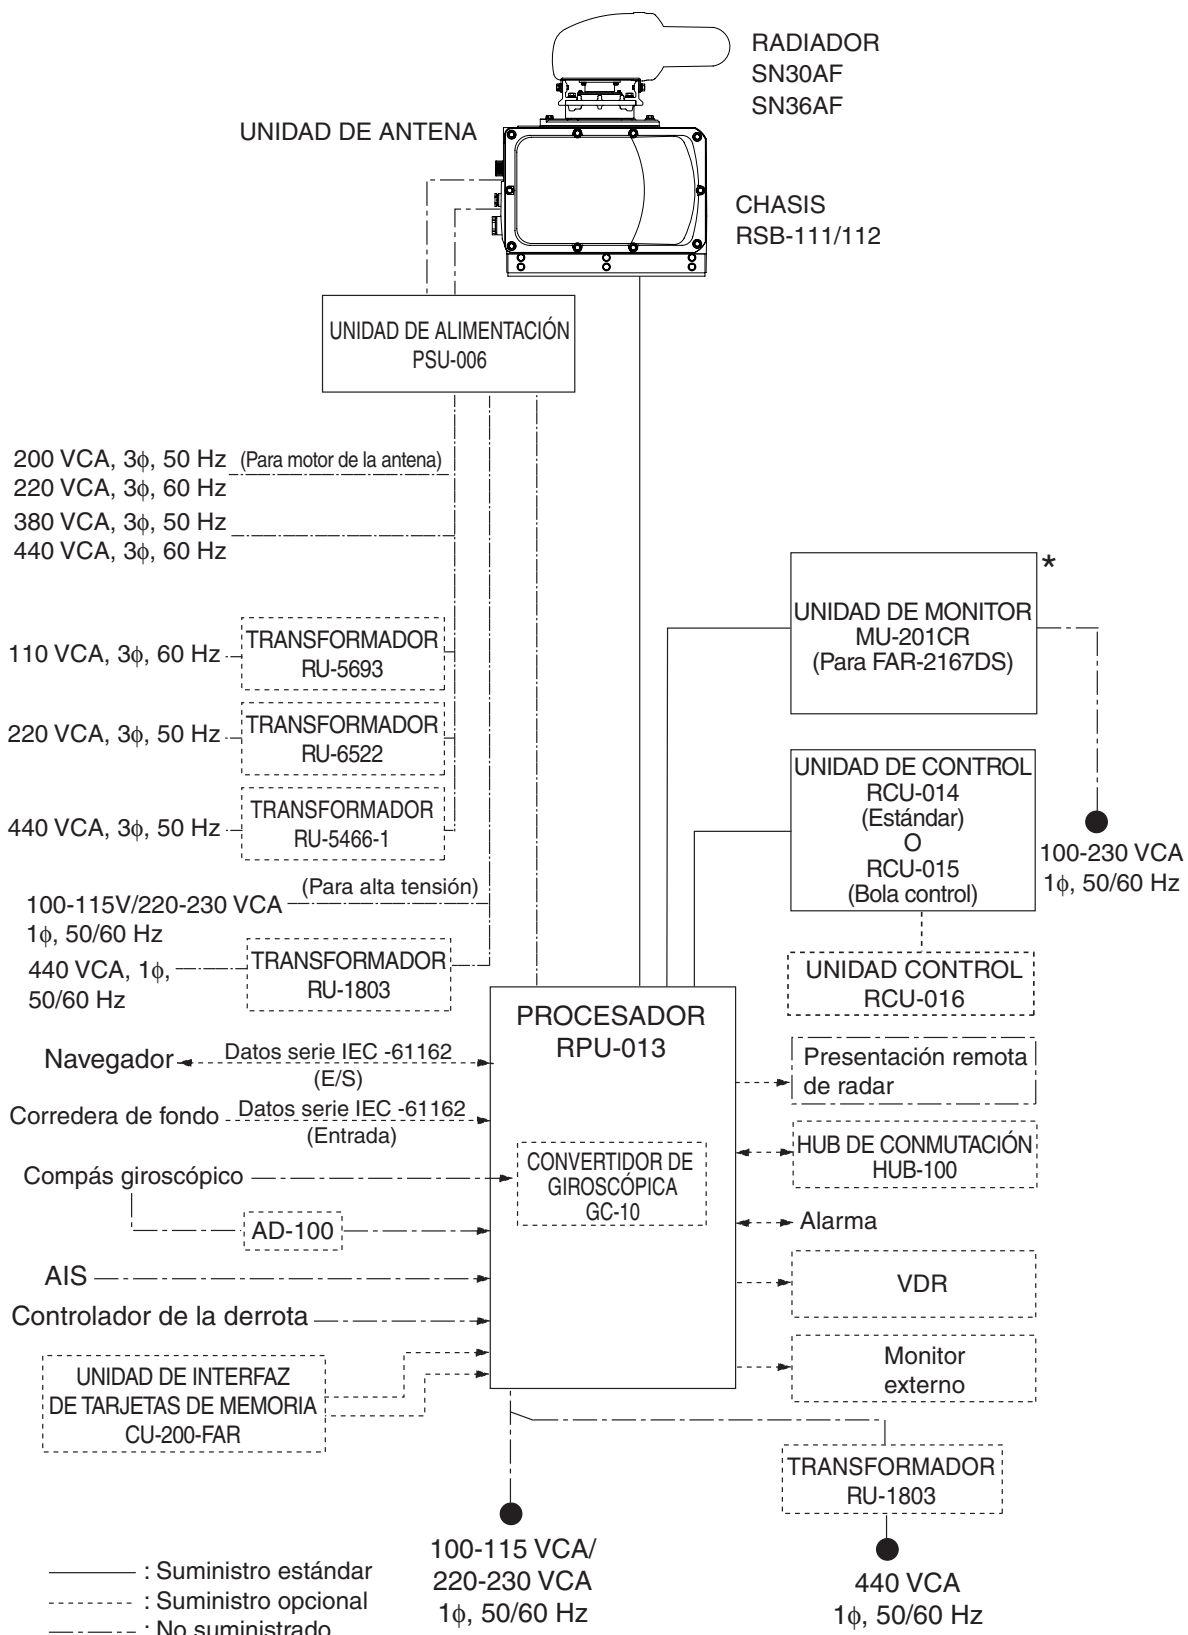 RADIADOR
SN30AF
SN36AF
UNIDAD DE ANTENA
CHASIS
RSB-111/112
UNIDAD DE ALIMENTACIÓN
PSU-006
200 VCA, 3ϕ, 50 Hz (Para motor de la antena)
220 VCA, 3ϕ, 60 Hz
380 VCA, 3ϕ, 50 Hz
440 VCA, 3ϕ, 60 Hz
110 VCA, 3ϕ, 60 Hz
TRANSFORMADOR
RU-5693
220 VCA, 3ϕ, 50 Hz
TRANSFORMADOR
RU-6522
440 VCA, 3ϕ, 50 Hz
TRANSFORMADOR
RU-5466-1
(Para alta tensión)
100-115V/220-230 VCA
1ϕ, 50/60 Hz
440 VCA, 1ϕ,
50/60 Hz
TRANSFORMADOR
RU-1803
*
UNIDAD DE MONITOR
MU-201CR
(Para FAR-2167DS)
UNIDAD DE CONTROL
RCU-014
(Estándar)
O
RCU-015
(Bola control)
100-230 VCA
1ϕ, 50/60 Hz
UNIDAD CONTROL
RCU-016
PROCESADOR
RPU-013
Navegador
Datos serie IEC -61162
(E/S)
Corredera de fondo
Datos serie IEC -61162
(Entrada)
Compás giroscópico
CONVERTIDOR DE
GIROSCÓPICA
GC-10
AD-100
AIS
Controlador de la derrota
UNIDAD DE INTERFAZ
DE TARJETAS DE MEMORIA
CU-200-FAR
Presentación remota
de radar
HUB DE CONMUTACIÓN
HUB-100
Alarma
VDR
Monitor
externo
TRANSFORMADOR
RU-1803
100-115 VCA/
220-230 VCA
1ϕ, 50/60 Hz
440 VCA
1ϕ, 50/60 Hz
: Suministro estándar
: Suministro opcional
: No suministrado